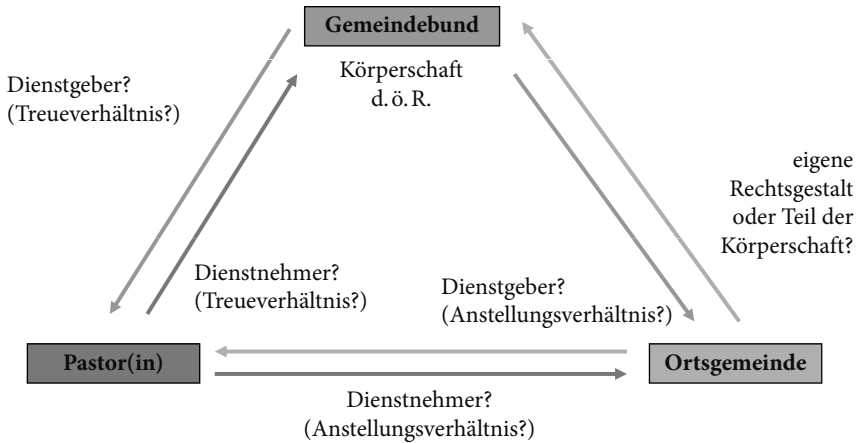 Gemeindebund
Körperschaft
d. ö. R.
Dienstgeber?
(Treueverhältnis?)
eigene
Rechtsgestalt
oder Teil der
Körperschaft?
Dienstnehmer?
(Treueverhältnis?)
Dienstgeber?
(Anstellungsverhältnis?)
Pastor(in)
Ortsgemeinde
Dienstnehmer?
(Anstellungsverhältnis?)